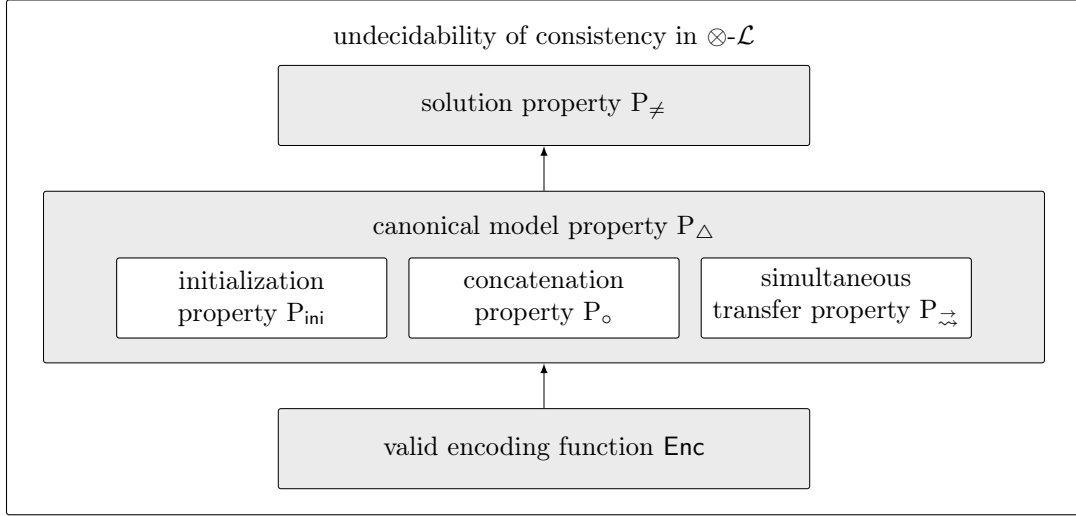 undecidability of consistency in ⊗-ℒ
solution property P≠
canonical model property P△
initialization
property Pini
concatenation
property P∘
simultaneous
transfer property P⇝→
valid encoding function Enc